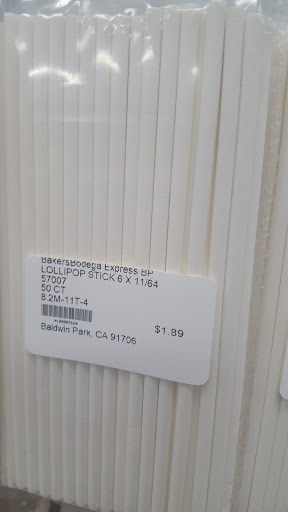 BakersBodega Express BP
LOLLIPOP STICK 6 X 11/64
57007
50 CT
8.2M-11T-4
$1.89
Baldwin Park, CA 91706